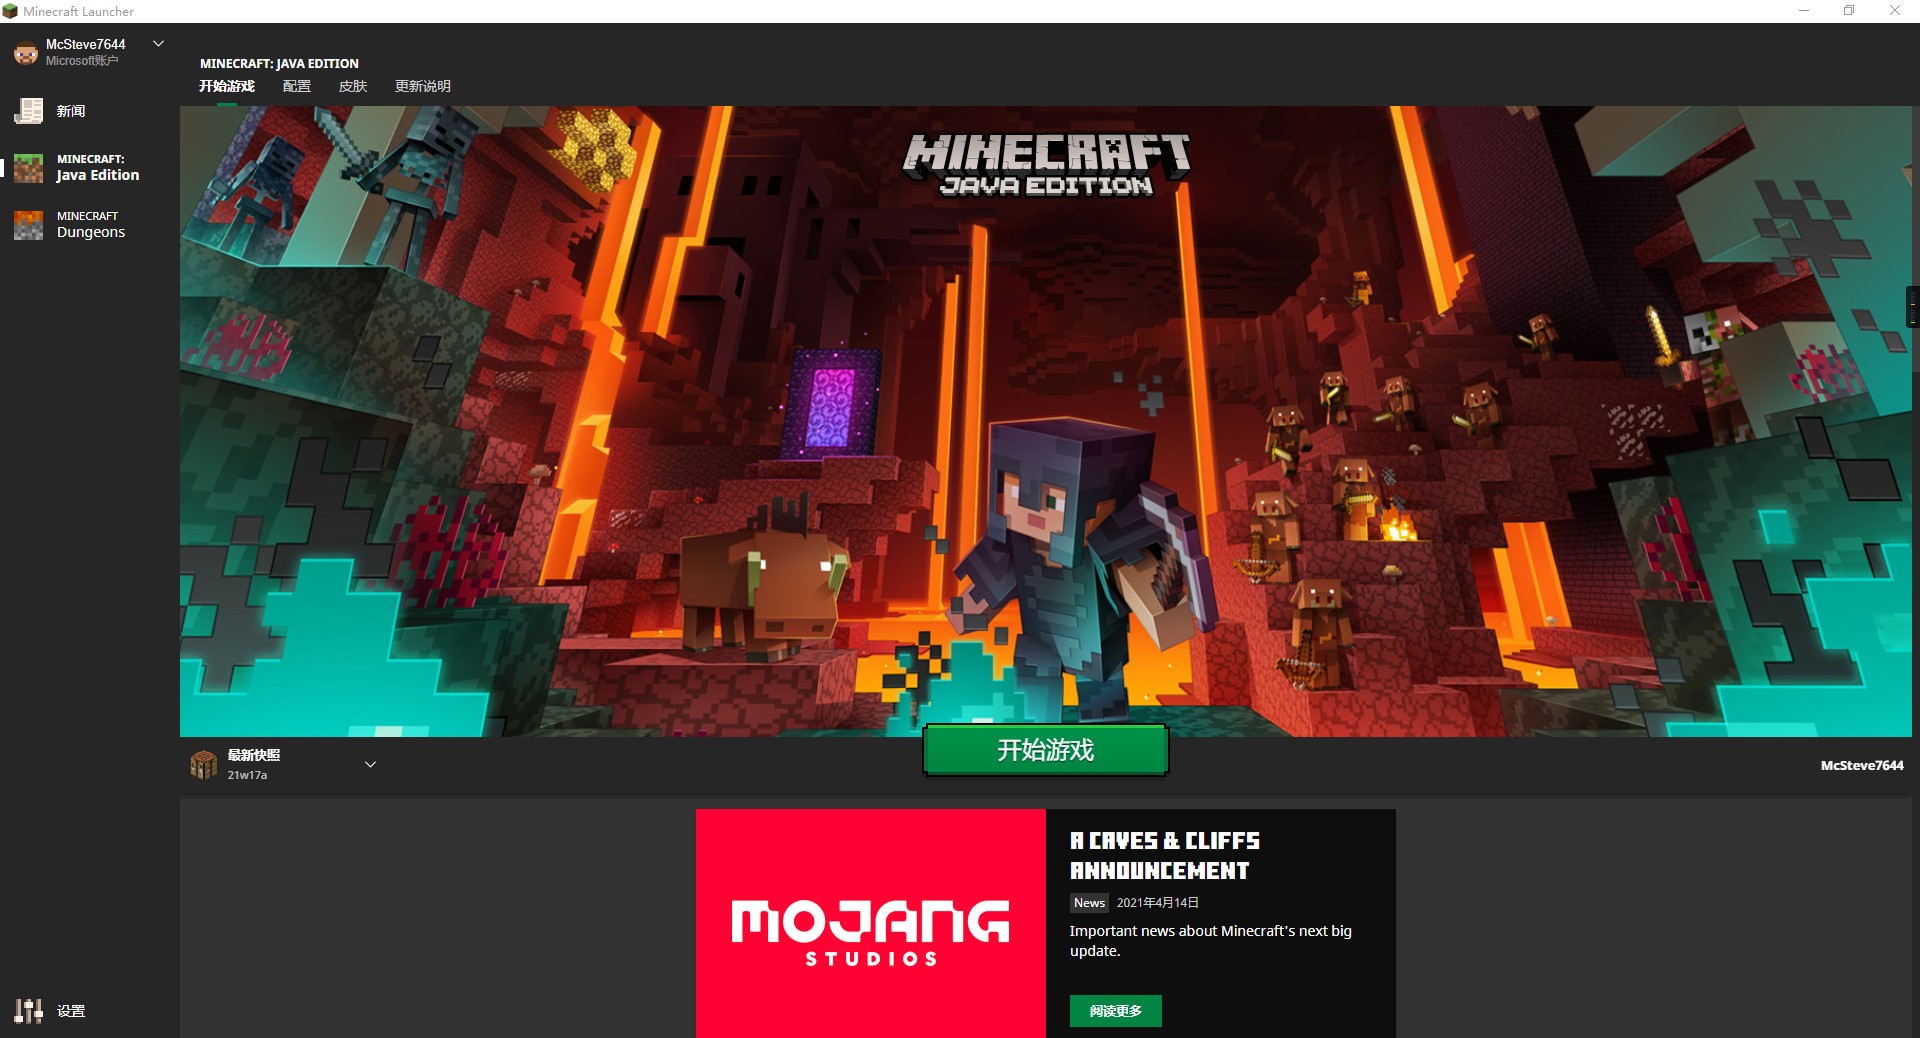 Minecraft Launcher
McSteve7644
Microsoft账户
新闻
MINECRAFT:
Java Edition
MINECRAFT
Dungeons
设置
MINECRAFT: JAVA EDITION
开始游戏 配置 皮肤 更新说明
MINECRAFT
JAVA EDITION
最新快照
21w17a
开始游戏
McSteve7644
MOJANG
STUDIOS
A CAVES & CLIFFS
ANNOUNCEMENT
News 2021年4月14日
Important news about Minecraft's next big
update.
阅读更多